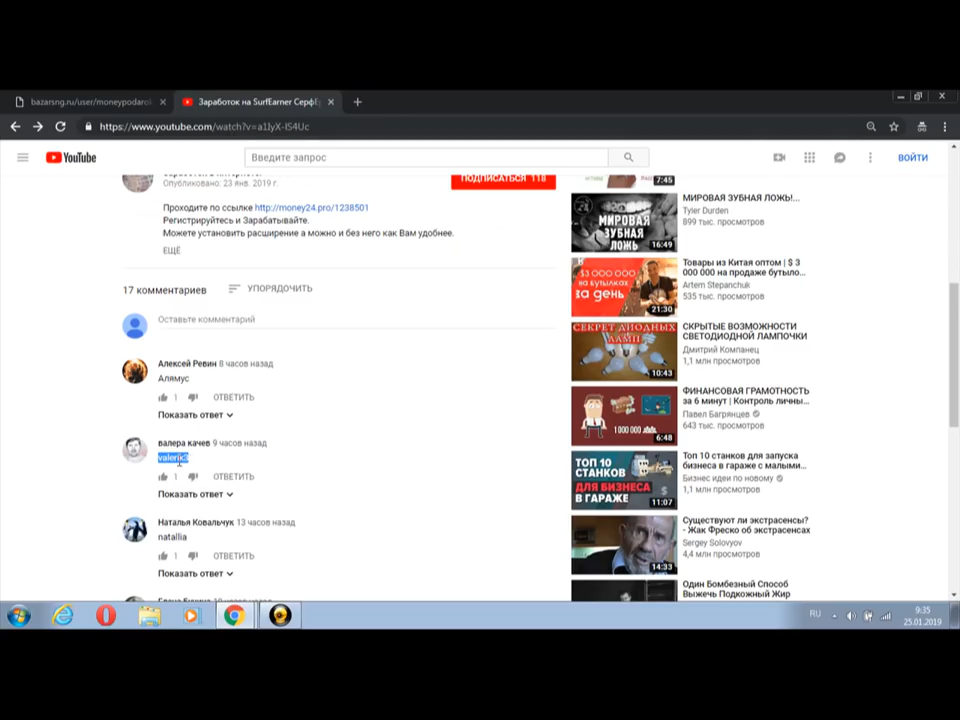 bazarsng.ru/user/moneypodarol
Заработок на SurfEarner СерфЕ
https://www.youtube.com/watch?v=a1IyX-IS4Uc
YouTube
Введите запрос
ВОЙТИ
Опубликовано: 23 янв. 2019 г.
ПОДПИСАТЬСЯ 118
Проходите по ссылке http://money24.pro/1238501
Регистрируйтесь и Зарабатывайте.
Можете установить расширение а можно и без него как Вам удобнее.
ЕЩЁ
17 комментариев
УПОРЯДОЧИТЬ
Оставьте комментарий
Алексей Ревин 8 часов назад
Алямус
1 ОТВЕТИТЬ
Показать ответ
валера качев 9 часов назад
valerik3
1 ОТВЕТИТЬ
Показать ответ
Наталья Ковальчук 13 часов назад
natallia
1 ОТВЕТИТЬ
Показать ответ
7:45
МИРОВАЯ ЗУБНАЯ ЛОЖЬ!...
Tyler Durden
899 тыс. просмотров
МИРОВАЯ
ЗУБНАЯ
ЛОЖЬ
16:49
Товары из Китая оптом | $ 3
000 000 на продаже бутыло...
Artem Stepanchuk
535 тыс. просмотров
$3 000 000
на бутылках
за день
21:30
СКРЫТЫЕ ВОЗМОЖНОСТИ
СВЕТОДИОДНОЙ ЛАМПОЧКИ
Дмитрий Компанец
1,1 млн просмотров
СЕКРЕТ ДИОДНЫХ
ЛАМП
10:43
ФИНАНСОВАЯ ГРАМОТНОСТЬ
за 6 минут | Контроль личны...
Павел Багрянцев
643 тыс. просмотров
1 000 000
6:48
Топ 10 станков для запуска
бизнеса в гараже с малыми...
Бизнес идеи по новому
1,1 млн просмотров
ТОП 10
СТАНКОВ
ДЛЯ БИЗНЕСА
В ГАРАЖЕ
11:07
Существуют ли экстрасенсы?
- Жак Фреско об экстрасенсах
Sergey Solovyov
4,4 млн просмотров
14:33
Один Бомбезный Способ
Выжечь Подкожный Жир
RU
9:35
25.01.2019